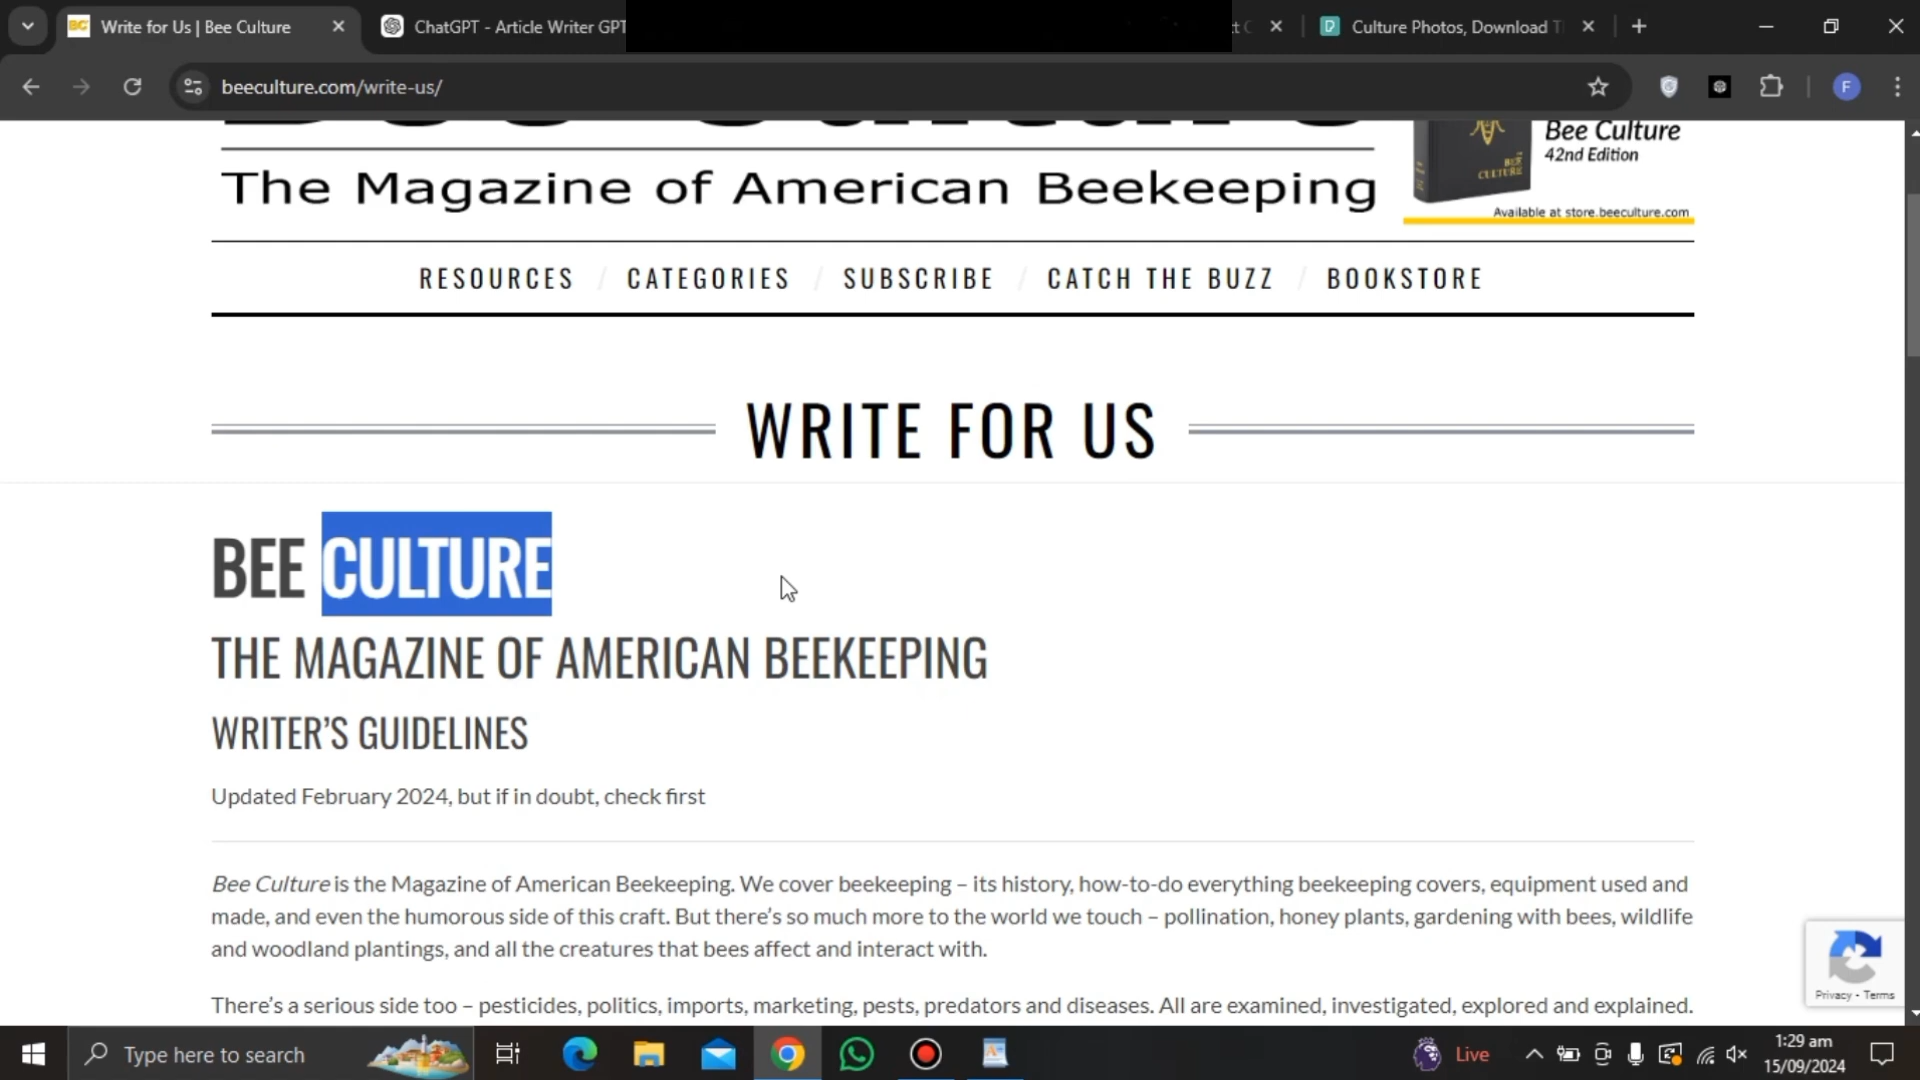 Write for Us | Bee Culture
ChatGPT - Article Writer GPT
Culture Photos, Download T
beeculture.com/write-us/
F
The Magazine of American Beekeeping
Bee Culture
42nd Edition
BEE
CULTURE
Available at store.beeculture.com
RESOURCES / CATEGORIES / SUBSCRIBE / CATCH THE BUZZ / BOOKSTORE
WRITE FOR US
BEE CULTURE
THE MAGAZINE OF AMERICAN BEEKEEPING
WRITER’S GUIDELINES
Updated February 2024, but if in doubt, check first
Bee Culture is the Magazine of American Beekeeping. We cover beekeeping – its history, how-to-do everything beekeeping covers, equipment used and
made, and even the humorous side of this craft. But there’s so much more to the world we touch – pollination, honey plants, gardening with bees, wildlife
and woodland plantings, and all the creatures that bees affect and interact with.
There’s a serious side too – pesticides, politics, imports, marketing, pests, predators and diseases. All are examined, investigated, explored and explained.
Privacy - Terms
Type here to search
Live
1:29 am
15/09/2024